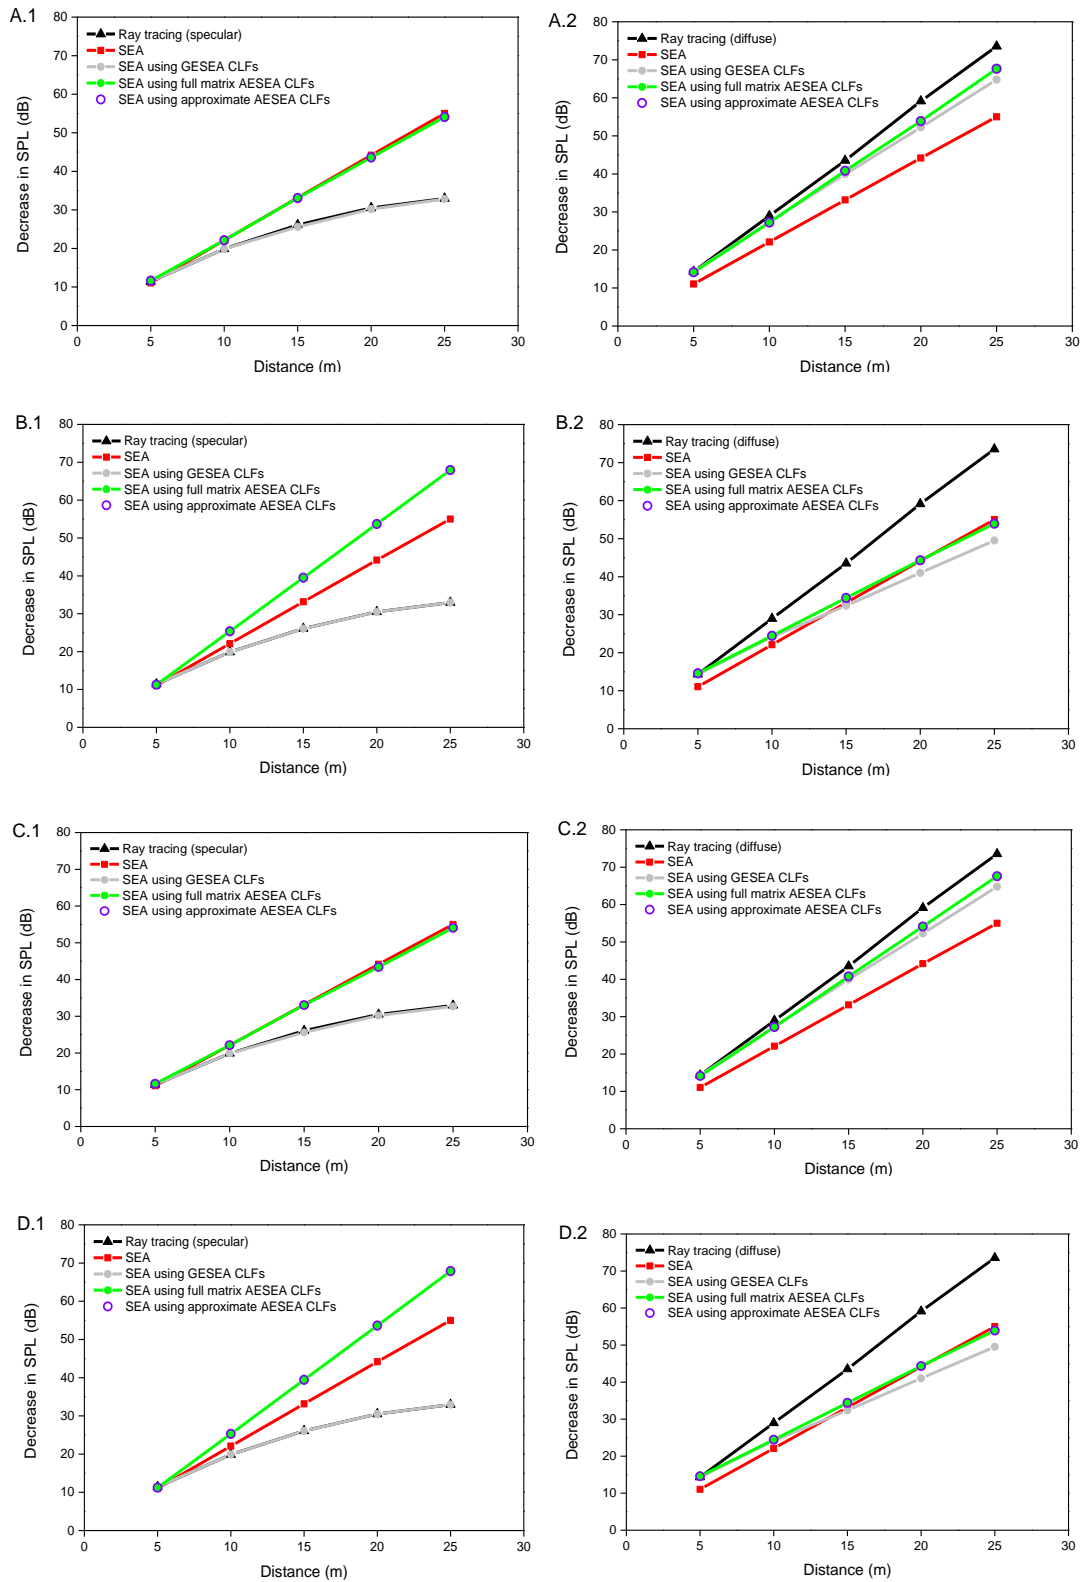 A.1
Ray tracing (specular)
SEA
SEA using GESEA CLFs
SEA using full matrix AESEA CLFs
SEA using approximate AESEA CLFs
Decrease in SPL (dB)
80
70
60
50
40
30
20
10
0
0 5 10 15 20 25 30
Distance (m)
A.2
Ray tracing (diffuse)
SEA
SEA using GESEA CLFs
SEA using full matrix AESEA CLFs
SEA using approximate AESEA CLFs
Decrease in SPL (dB)
80
70
60
50
40
30
20
10
0
0 5 10 15 20 25 30
Distance (m)
B.1
Ray tracing (specular)
SEA
SEA using GESEA CLFs
SEA using full matrix AESEA CLFs
SEA using approximate AESEA CLFs
Decrease in SPL (dB)
80
70
60
50
40
30
20
10
0
0 5 10 15 20 25 30
Distance (m)
B.2
Ray tracing (diffuse)
SEA
SEA using GESEA CLFs
SEA using full matrix AESEA CLFs
SEA using approximate AESEA CLFs
Decrease in SPL (dB)
80
70
60
50
40
30
20
10
0
0 5 10 15 20 25 30
Distance (m)
C.1
Ray tracing (specular)
SEA
SEA using GESEA CLFs
SEA using full matrix AESEA CLFs
SEA using approximate AESEA CLFs
Decrease in SPL (dB)
80
70
60
50
40
30
20
10
0
0 5 10 15 20 25 30
Distance (m)
C.2
Ray tracing (diffuse)
SEA
SEA using GESEA CLFs
SEA using full matrix AESEA CLFs
SEA using approximate AESEA CLFs
Decrease in SPL (dB)
80
70
60
50
40
30
20
10
0
0 5 10 15 20 25 30
Distance (m)
D.1
Ray tracing (specular)
SEA
SEA using GESEA CLFs
SEA using full matrix AESEA CLFs
SEA using approximate AESEA CLFs
Decrease in SPL (dB)
80
70
60
50
40
30
20
10
0
0 5 10 15 20 25 30
Distance (m)
D.2
Ray tracing (diffuse)
SEA
SEA using GESEA CLFs
SEA using full matrix AESEA CLFs
SEA using approximate AESEA CLFs
Decrease in SPL (dB)
80
70
60
50
40
30
20
10
0
0 5 10 15 20 25 30
Distance (m)